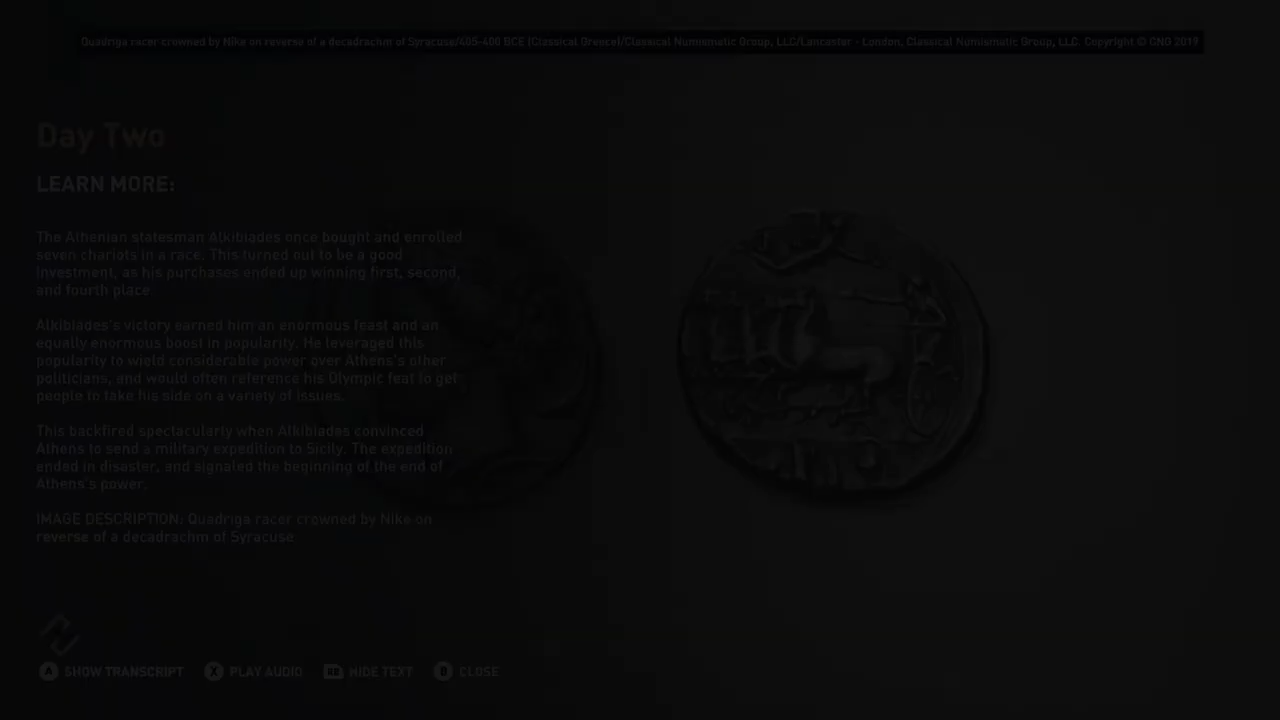 Quadriga racer crowned by Nike on reverse of a decadrachm of Syracuse/405-400 BCE (Classical Greece)/Classical Numismatic Group, LLC/Lancaster - London, Classical Numismatic Group, LLC. Copyright © CNG 2019
Day Two
LEARN MORE:
The Athenian statesman Alkibiades once bought and enrolled
seven chariots in a race. This turned out to be a good
investment, as his purchases ended up winning first, second,
and fourth place.
Alkibiades's victory earned him an enormous feast and an
equally enormous boost in popularity. He leveraged this
popularity to wield considerable power over Athens's other
politicians, and would often reference his Olympic feat to get
people to take his side on a variety of issues.
This backfired spectacularly when Alkibiades convinced
Athens to send a military expedition to Sicily. The expedition
ended in disaster, and signaled the beginning of the end of
Athens's power.
IMAGE DESCRIPTION: Quadriga racer crowned by Nike on
reverse of a decadrachm of Syracuse
A SHOW TRANSCRIPT X PLAY AUDIO RB HIDE TEXT B CLOSE